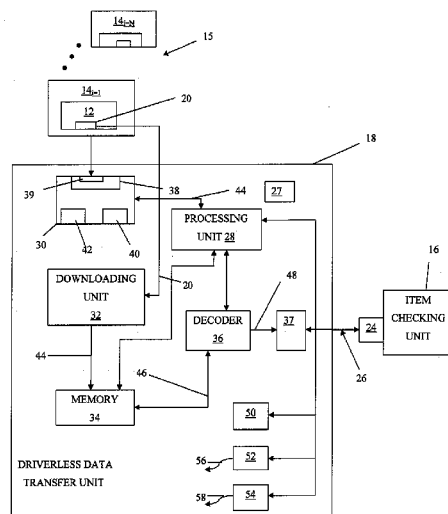 14i-N
15
14i-1
12
20
18
39
38
44
27
30
42
40
PROCESSING
UNIT 28
16
DOWNLOADING
UNIT
32
20
48
DECODER
36
37
24
ITEM
CHECKING
UNIT
44
46
26
MEMORY
34
50
56
52
DRIVERLESS DATA
TRANSFER UNIT
58
54